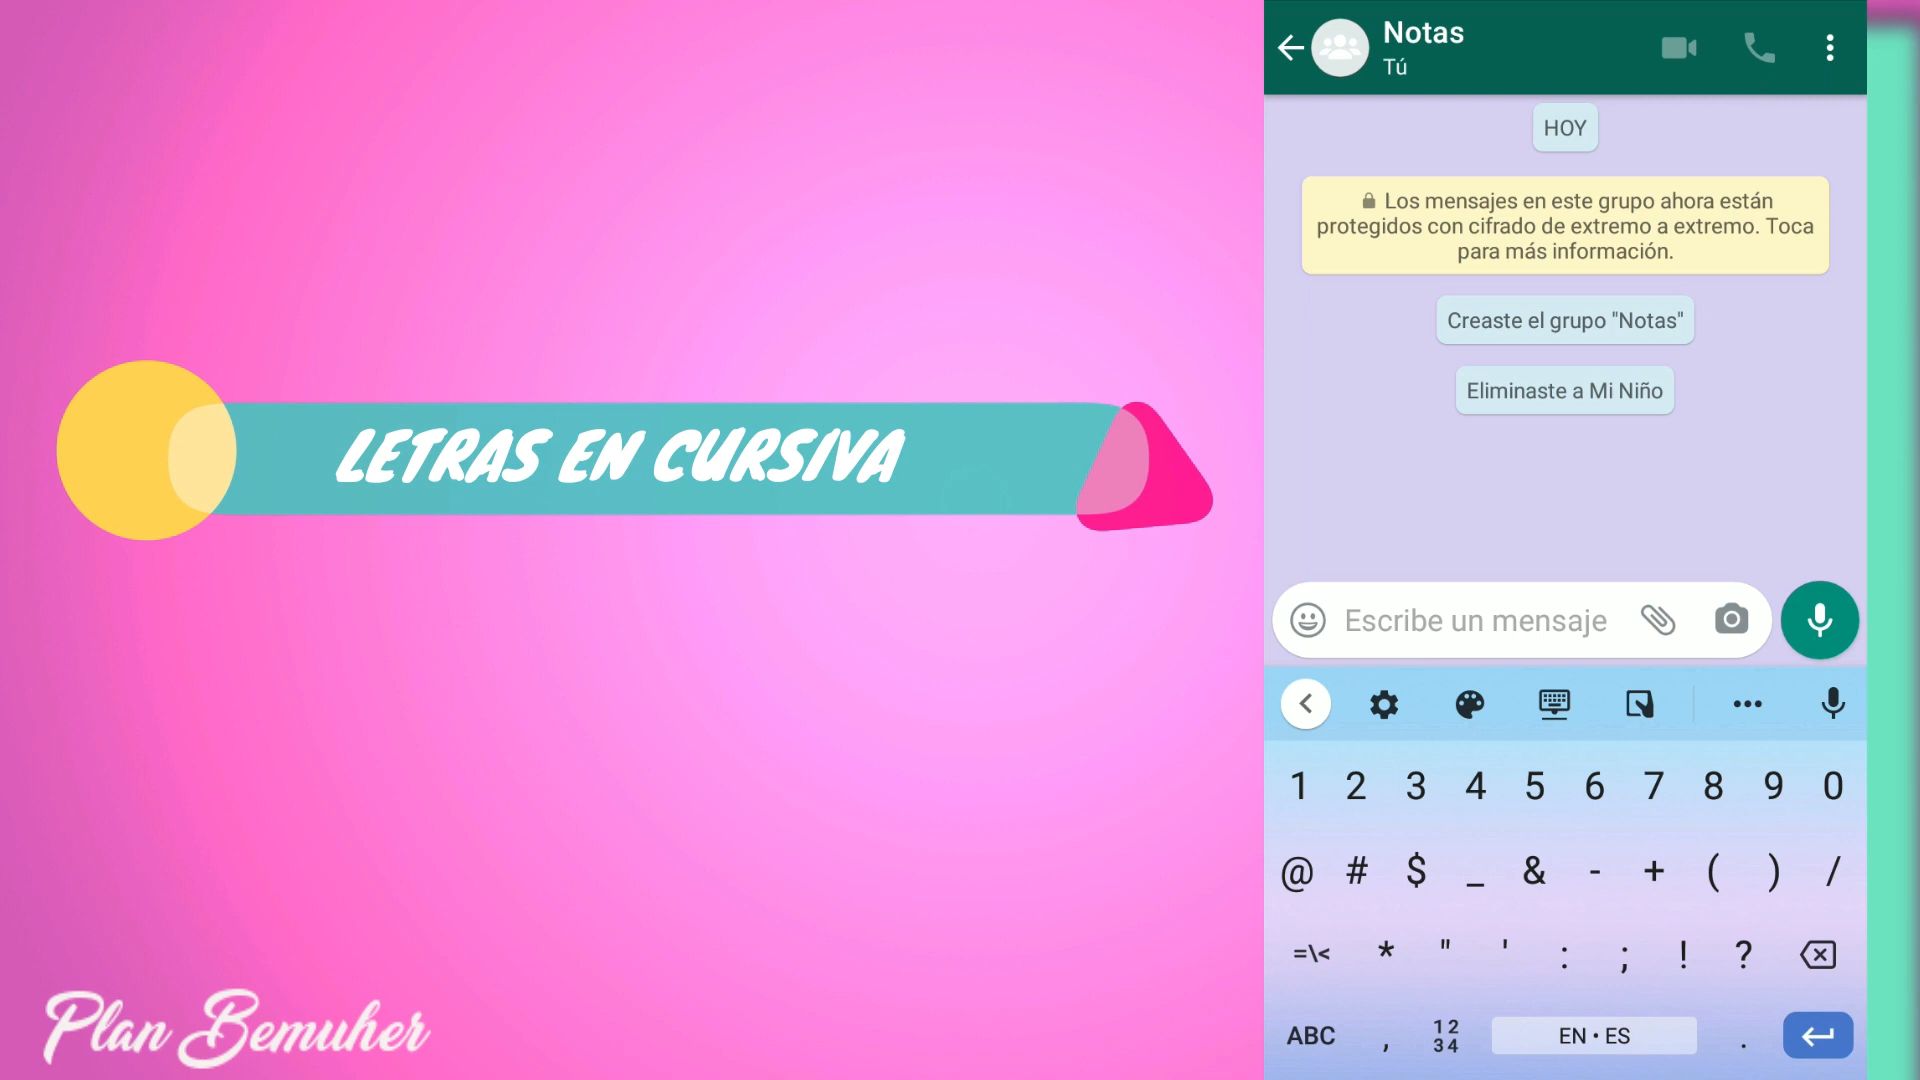 LETRAS EN CURSIVA
Plan Bemuher
Notas
Tú
HOY
Los mensajes en este grupo ahora están
protegidos con cifrado de extremo a extremo. Toca
para más información.
Creaste el grupo "Notas"
Eliminaste a Mi Niño
Escribe un mensaje
1 2 3 4 5 6 7 8 9 0
@ # $ _ & - + ( ) /
=\< * " ' : ; ! ?
ABC , 12 34 EN • ES .